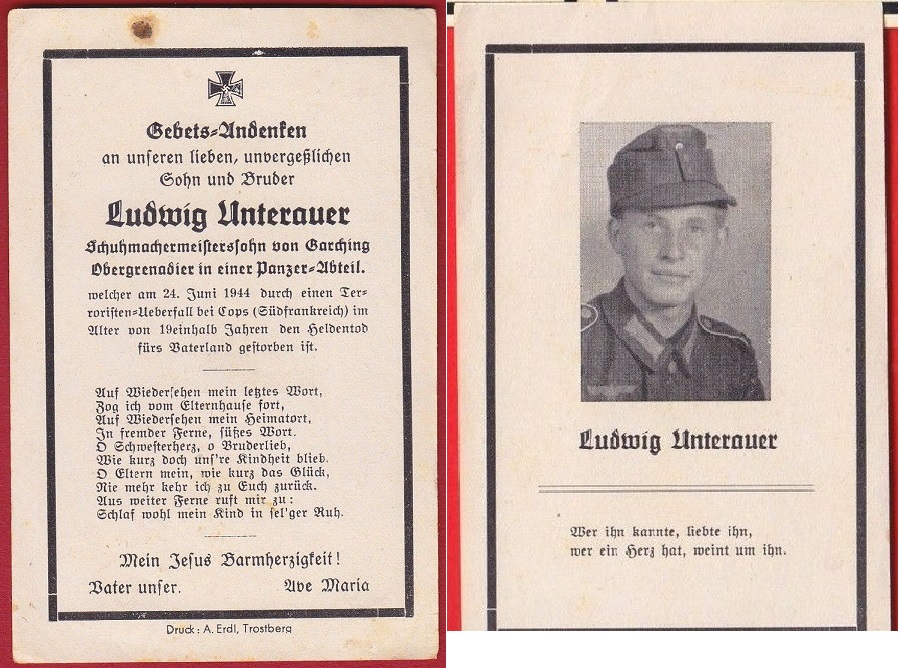 Gebets-Andenken
an unseren lieben, unvergeßlichen
Sohn und Bruder
Ludwig Unterauer
Schuhmachermeisterssohn von Garching
Obergrenadier in einer Panzer-Abteil.
welcher am 24. Juni 1944 durch einen Ter-
roristen-Ueberfall bei Cops (Südfrankreich) im
Alter von 19einhalb Jahren den Heldentod
fürs Vaterland gestorben ist.
Auf Wiedersehen mein letztes Wort,
Zog ich vom Elternhause fort,
Auf Wiedersehen mein Heimatort,
In fremder Ferne, süßes Wort.
O Schwesterherz, o Bruderlieb,
Wie kurz doch uns're Kindheit blieb.
O Eltern mein, wie kurz das Glück,
Nie mehr kehr ich zu Euch zurück.
Aus weiter Ferne ruft mir zu:
Schlaf wohl mein Kind in sel'ger Ruh.
Mein Jesus Barmherzigkeit!
Vater unser. Ave Maria
Druck: A. Erdl, Trostberg
Ludwig Unterauer
Wer ihn kannte, liebte ihn,
wer ein Herz hat, weint um ihn.